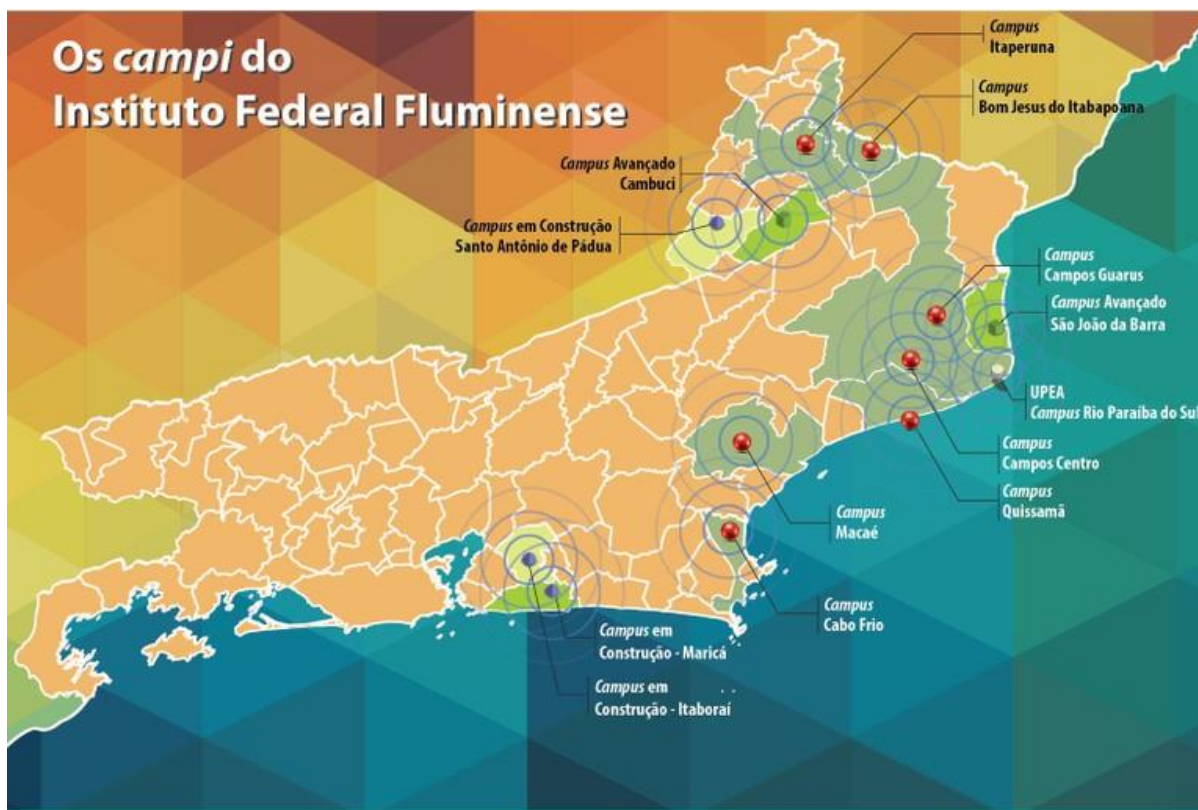 Os campi do
Instituto Federal Fluminense
Campus
Itaperuna
Campus
Bom Jesus do Itabapoana
Campus Avançado
Cambuci
Campus em Construção
Santo Antônio de Pádua
Campus
Campos Guarus
Campus Avançado
São João da Barra
UPEA
Campus Rio Paraíba do Sul
Campus
Campos Centro
Campus
Quissamã
Campus
Macaé
Campus
Cabo Frio
Campus em
Construção - Maricá
Campus em
Construção - Itaboraí